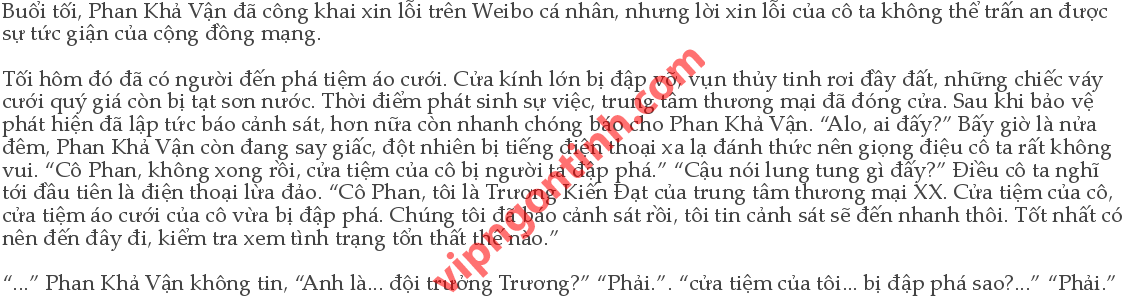 Buổi tối, Phan Khả Vận đã công khai xin lỗi trên Weibo cá nhân, nhưng lời xin lỗi của cô ta không thể trấn an được
sự tức giận của cộng đồng mạng.
Tối hôm đó đã có người đến phá tiệm áo cưới. Cửa kính lớn bị đập vỡ, vụn thủy tinh rơi đầy đất, những chiếc váy
cưới quý giá còn bị tạt sơn nước. Thời điểm phát sinh sự việc, trung tâm thương mại đã đóng cửa. Sau khi bảo vệ
phát hiện đã lập tức báo cảnh sát, hơn nữa còn nhanh chóng báo cho Phan Khả Vận. “Alo, ai đấy?” Bấy giờ là nửa
đêm, Phan Khả Vận còn đang say giấc, đột nhiên bị tiếng điện thoại xa lạ đánh thức nên giọng điệu cô ta rất không
vui. “Cô Phan, không xong rồi, cửa tiệm của cô bị người ta đập phá.” “Cậu nói lung tung gì đấy?” Điều cô ta nghĩ
tới đầu tiên là điện thoại lừa đảo. “Cô Phan, tôi là Trương Kiến Đạt của trung tâm thương mại XX. Cửa tiệm của cô,
cửa tiệm áo cưới của cô vừa bị đập phá. Chúng tôi đã báo cảnh sát rồi, tôi tin cảnh sát sẽ đến nhanh thôi. Tốt nhất cô
nên đến đây đi, kiểm tra xem tình trạng tổn thất thế nào.”
“...” Phan Khả Vận không tin, “Anh là... đội trưởng Trương?” “Phải.”. “cửa tiệm của tôi... bị đập phá sao?...” “Phải.”
vipngontinh.com